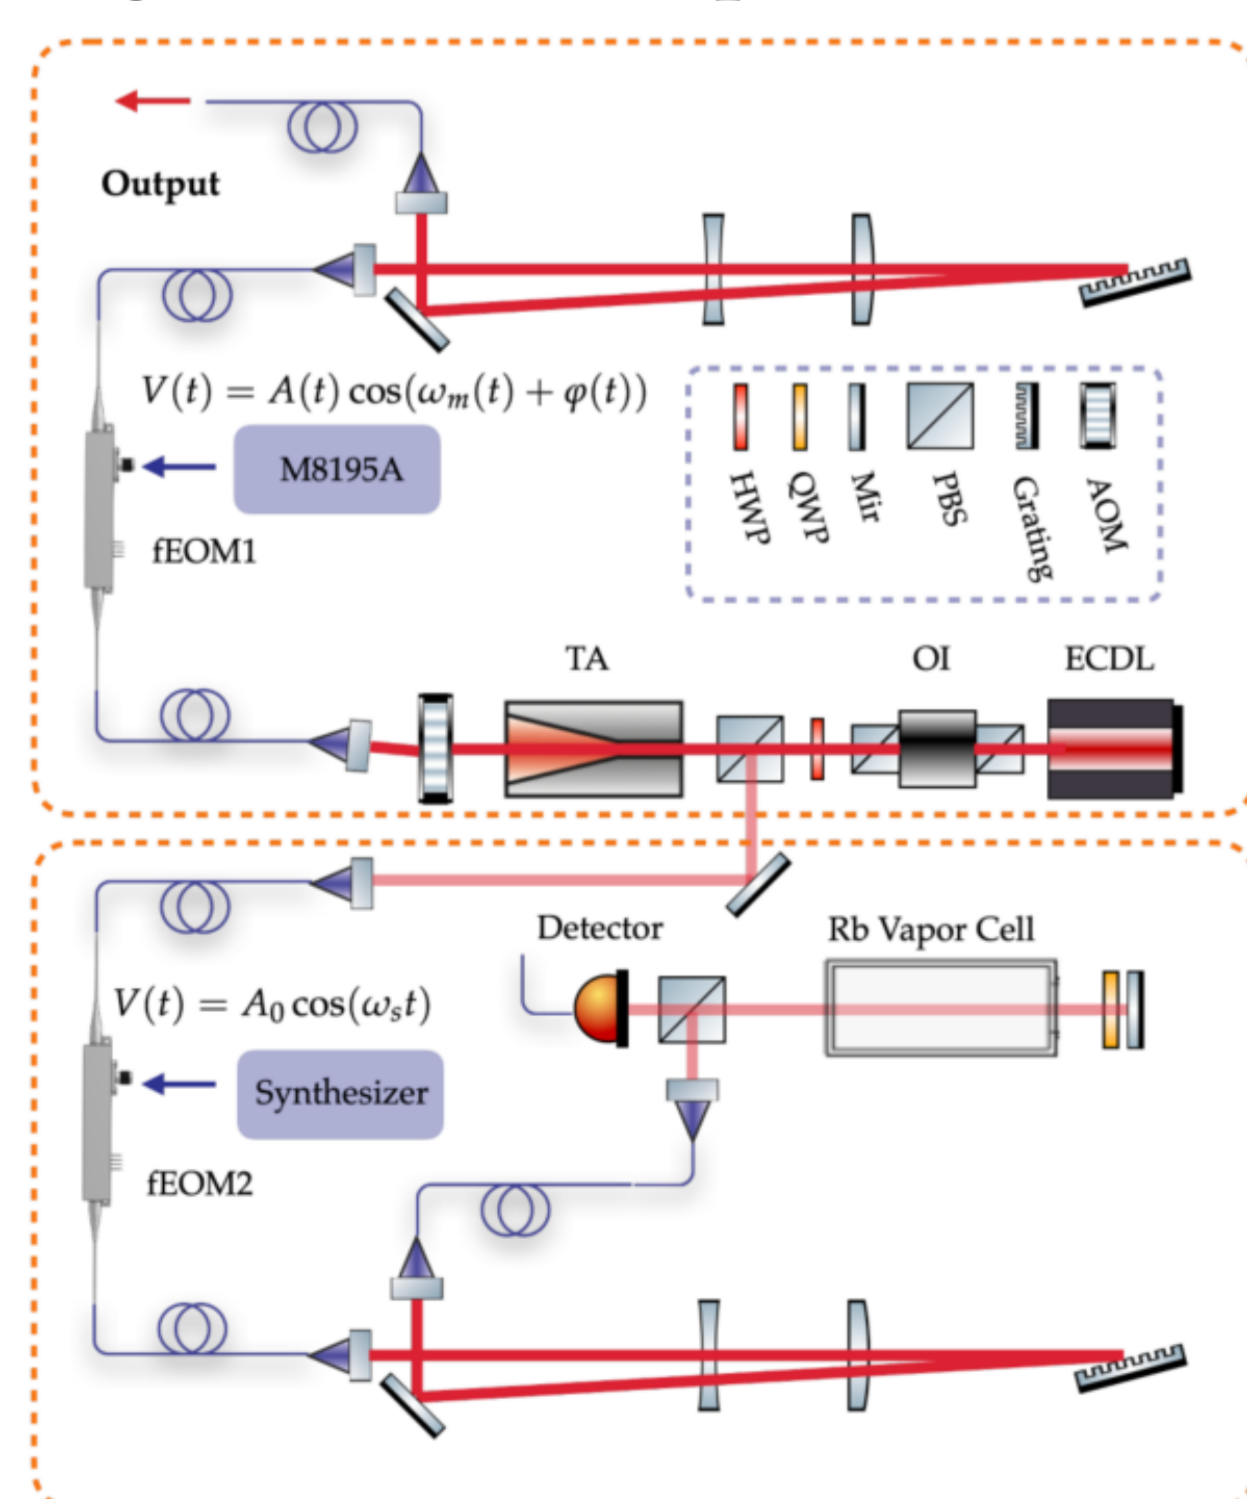 Output
V(t) = A(t) cos(ω_m(t) + φ(t))
M8195A
fEOM1
HWP
QWP
Mir
PBS
Grating
AOM
TA
OI
ECDL
Detector
Rb Vapor Cell
V(t) = A_0 cos(ω_s t)
Synthesizer
fEOM2